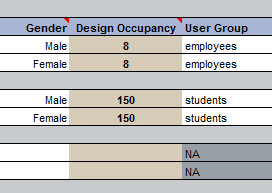 Gender Design Occupancy User Group
Male 8 employees
Female 8 employees
Male 150 students
Female 150 students
NA
NA